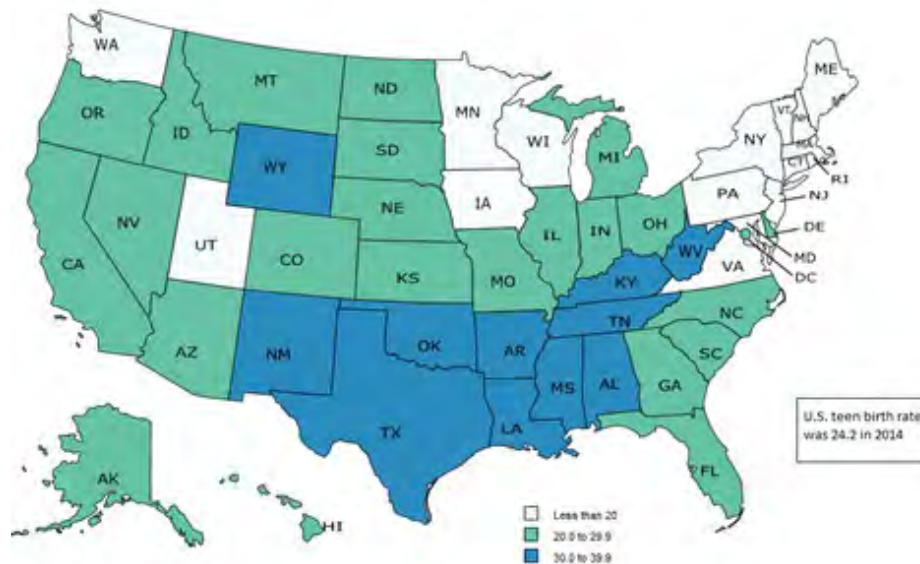 WA
MT
ND
MN
ME
OR
ID
WY
SD
WI
MI
VT
NH
NY
MA
CT
RI
NJ
PA
IA
NE
NV
UT
CO
CA
KS
MO
IL
IN
OH
WV
VA
DE
MD
DC
KY
NC
TN
SC
AZ
NM
OK
AR
MS
AL
GA
TX
LA
FL
AK
HI
U.S. teen birth rate
was 24.2 in 2014
Less than 20
20.0 to 29.9
30.0 to 39.9